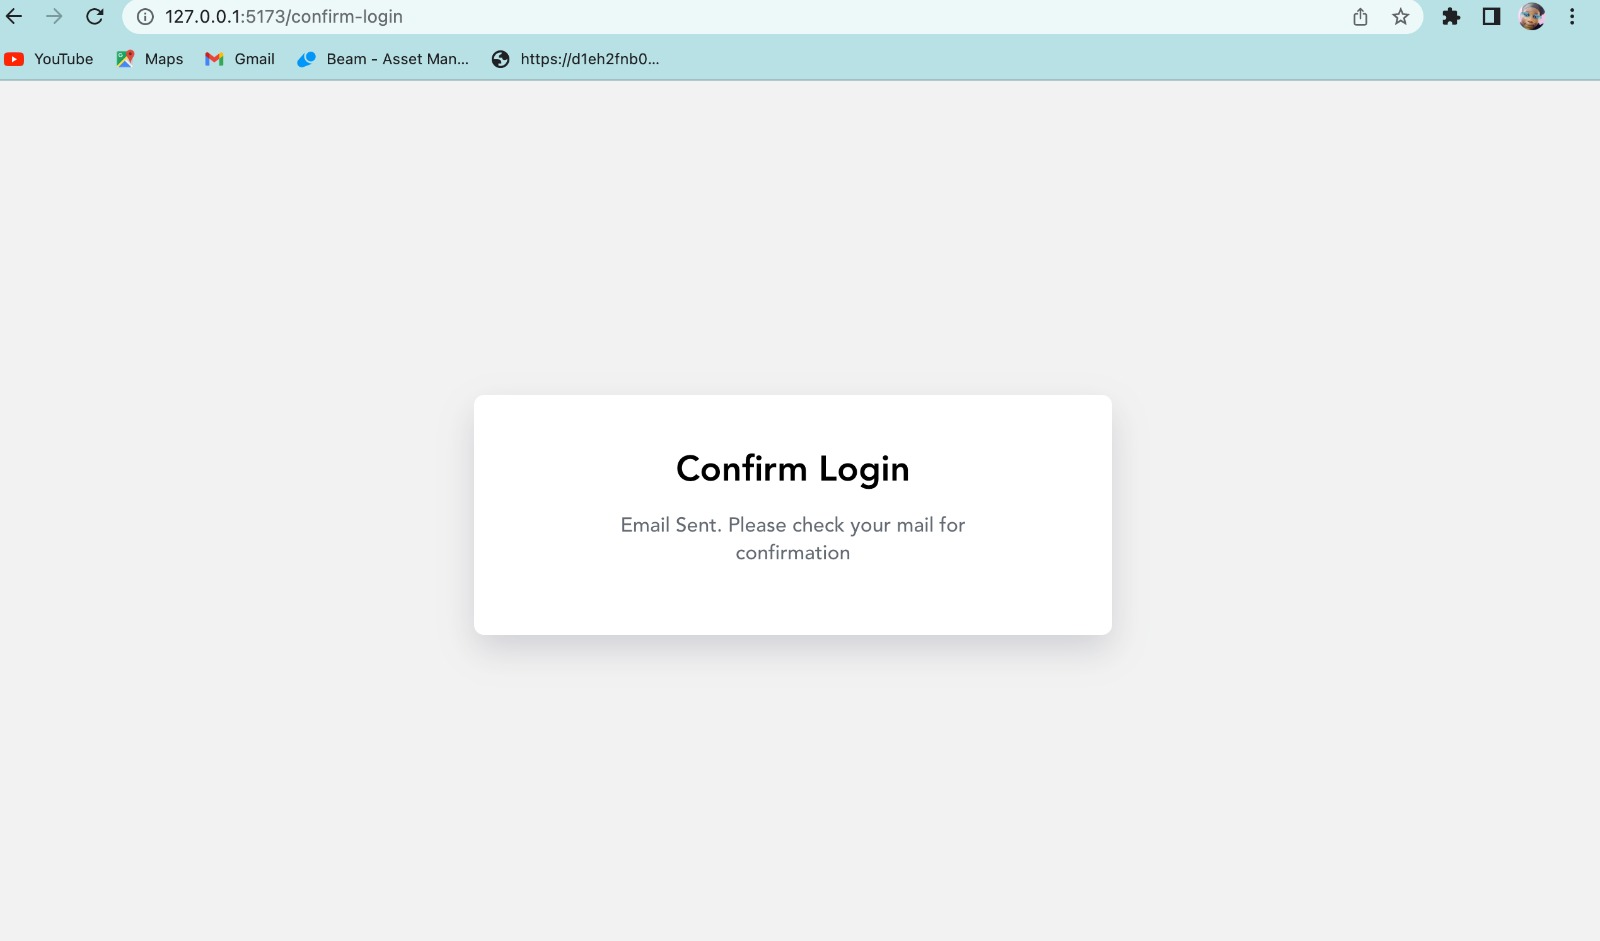 127.0.0.1:5173/confirm-login
YouTube Maps Gmail Beam - Asset Man... https://d1eh2fnb0...
Confirm Login
Email Sent. Please check your mail for
confirmation